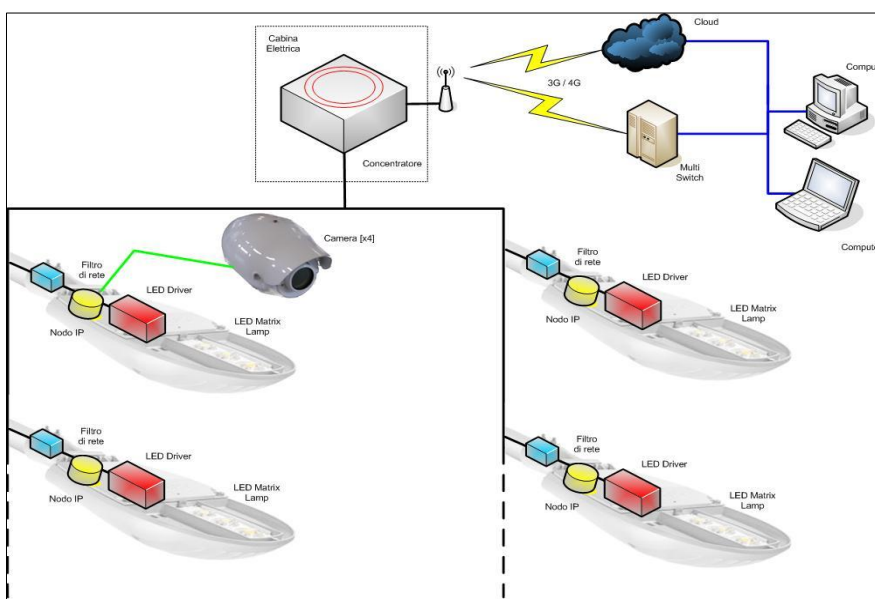 Cabina
Elettrica
Concentratore
3G / 4G
Cloud
Multi
Switch
Camera [x4]
Filtro
di rete
LED Driver
LED Matrix
Lamp
Nodo IP
Filtro
di rete
LED Driver
LED Matrix
Lamp
Nodo IP
Filtro
di rete
LED Driver
LED Matrix
Lamp
Nodo IP
Filtro
di rete
LED Driver
LED Matrix
Lamp
Nodo IP